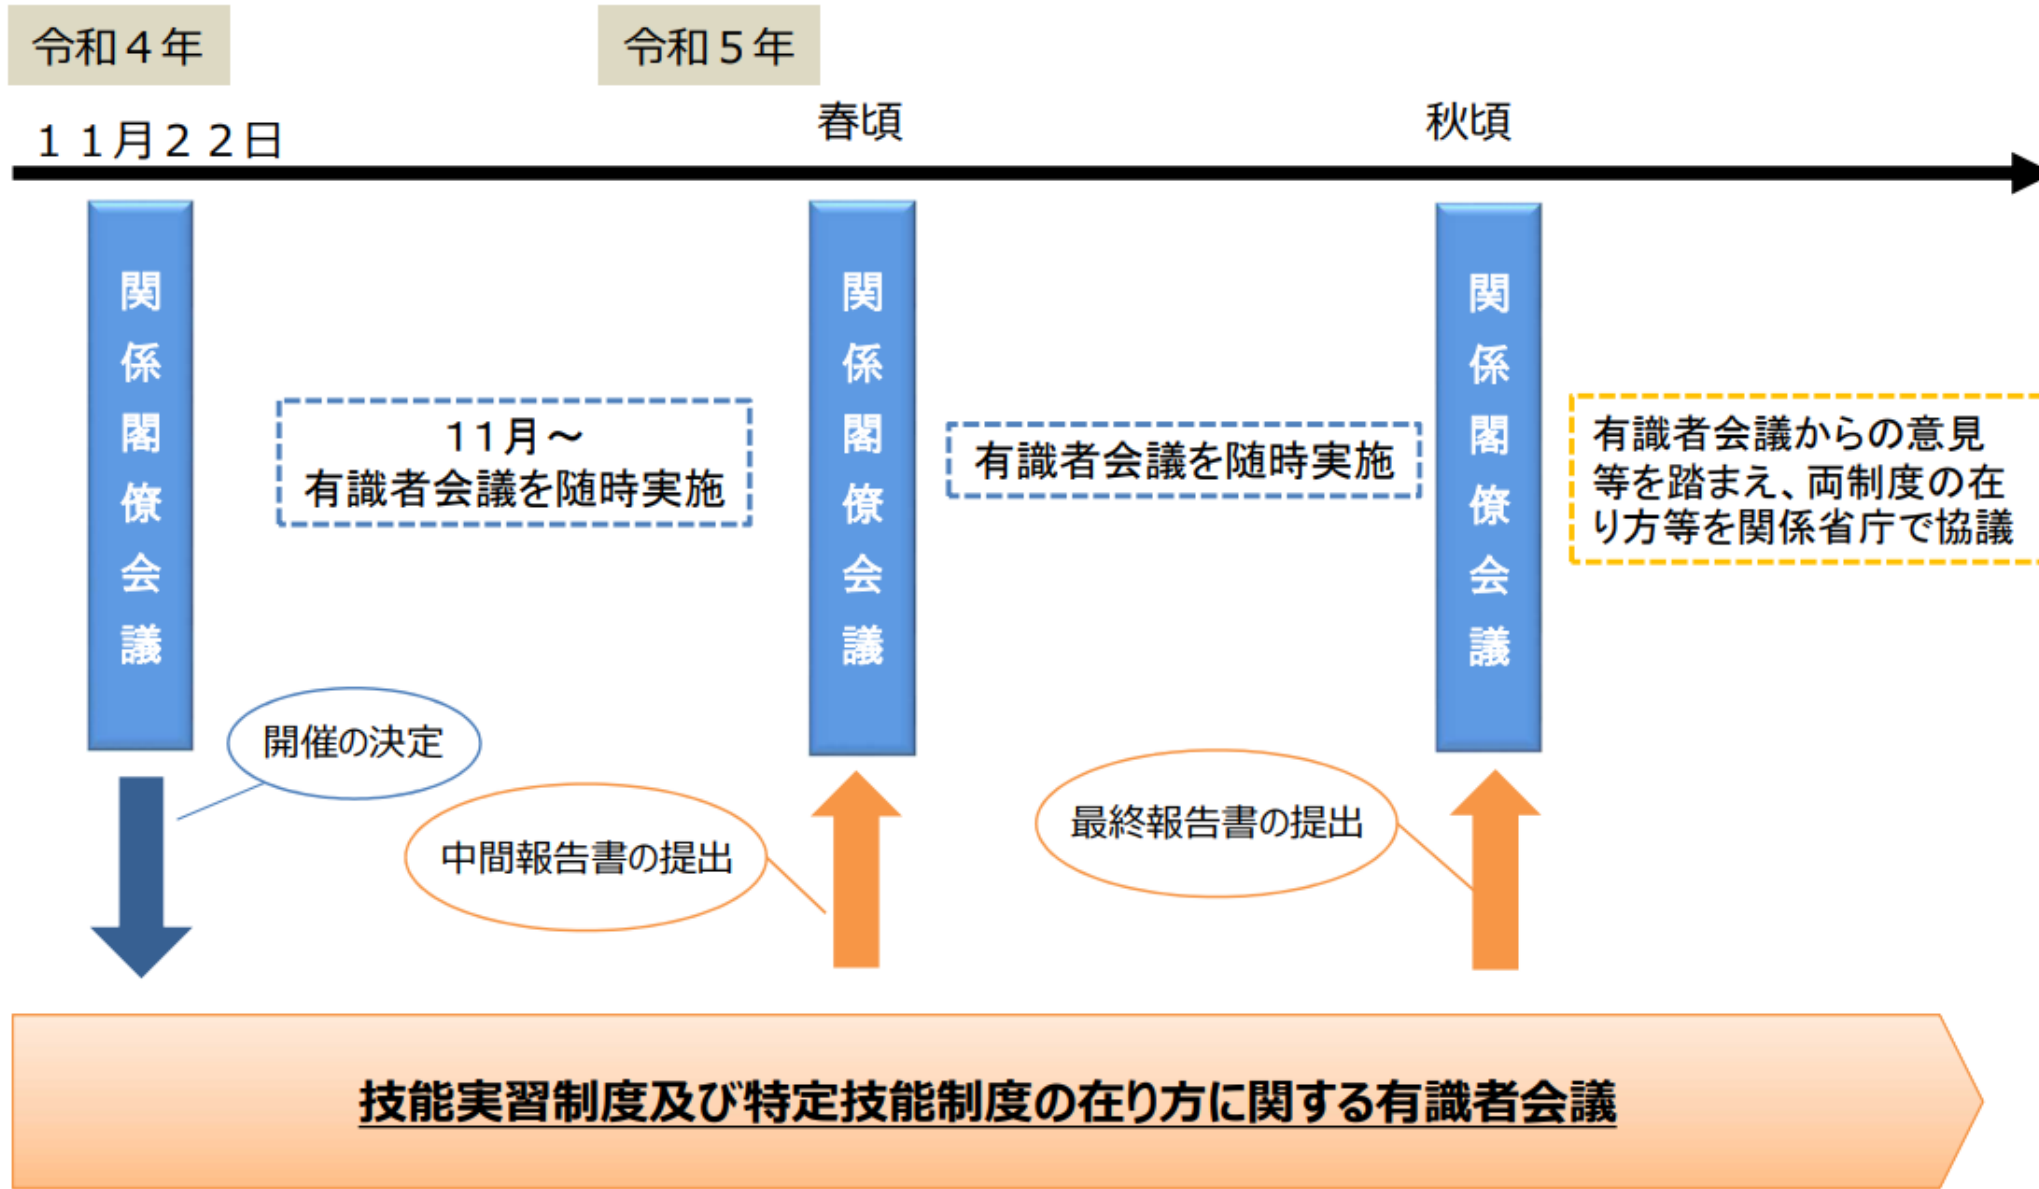 令和４年
令和５年
１１月２２日
春頃
秋頃
関係閣僚会議
関係閣僚会議
関係閣僚会議
11月～
有識者会議を随時実施
有識者会議を随時実施
有識者会議からの意見
等を踏まえ、両制度の在
り方等を関係省庁で協議
開催の決定
中間報告書の提出
最終報告書の提出
技能実習制度及び特定技能制度の在り方に関する有識者会議